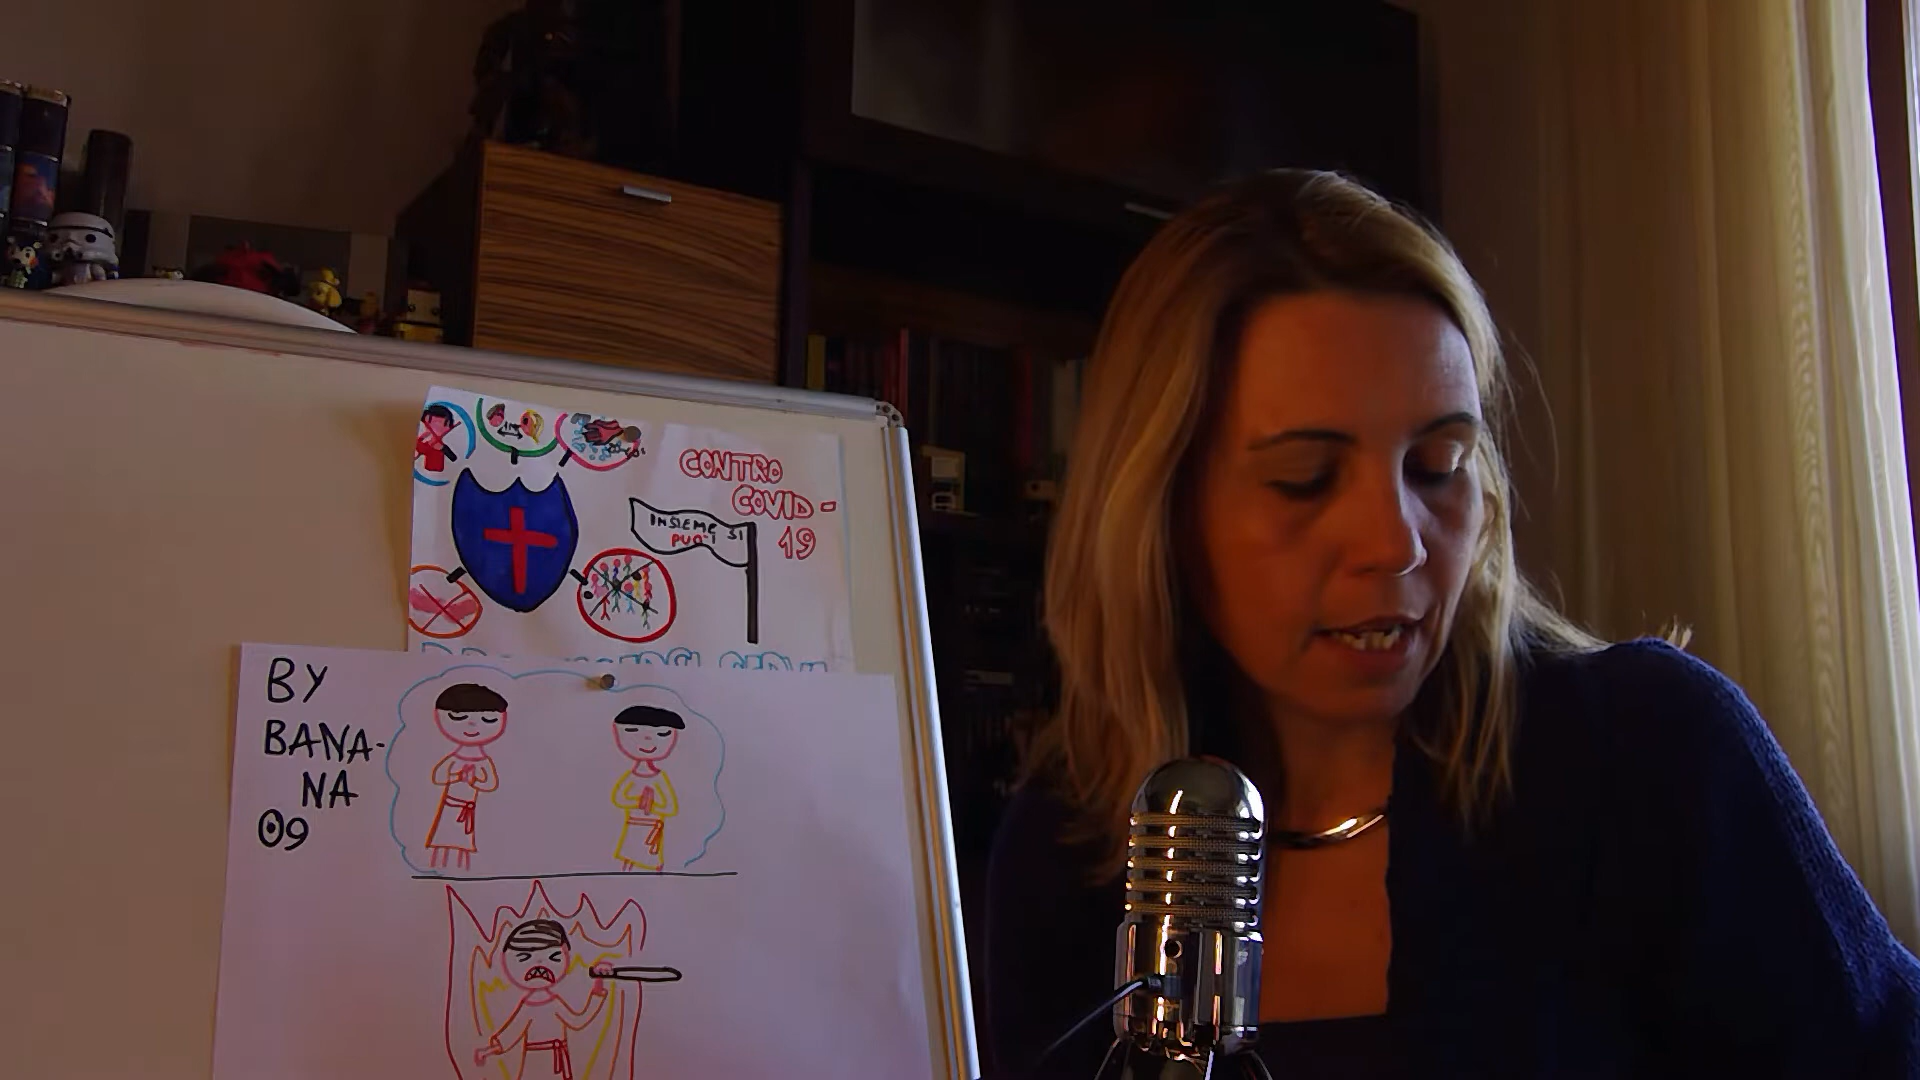 CONTRO
COVID-
19
INSIEME SI
PUO'!
BY
BANA-
NA
09